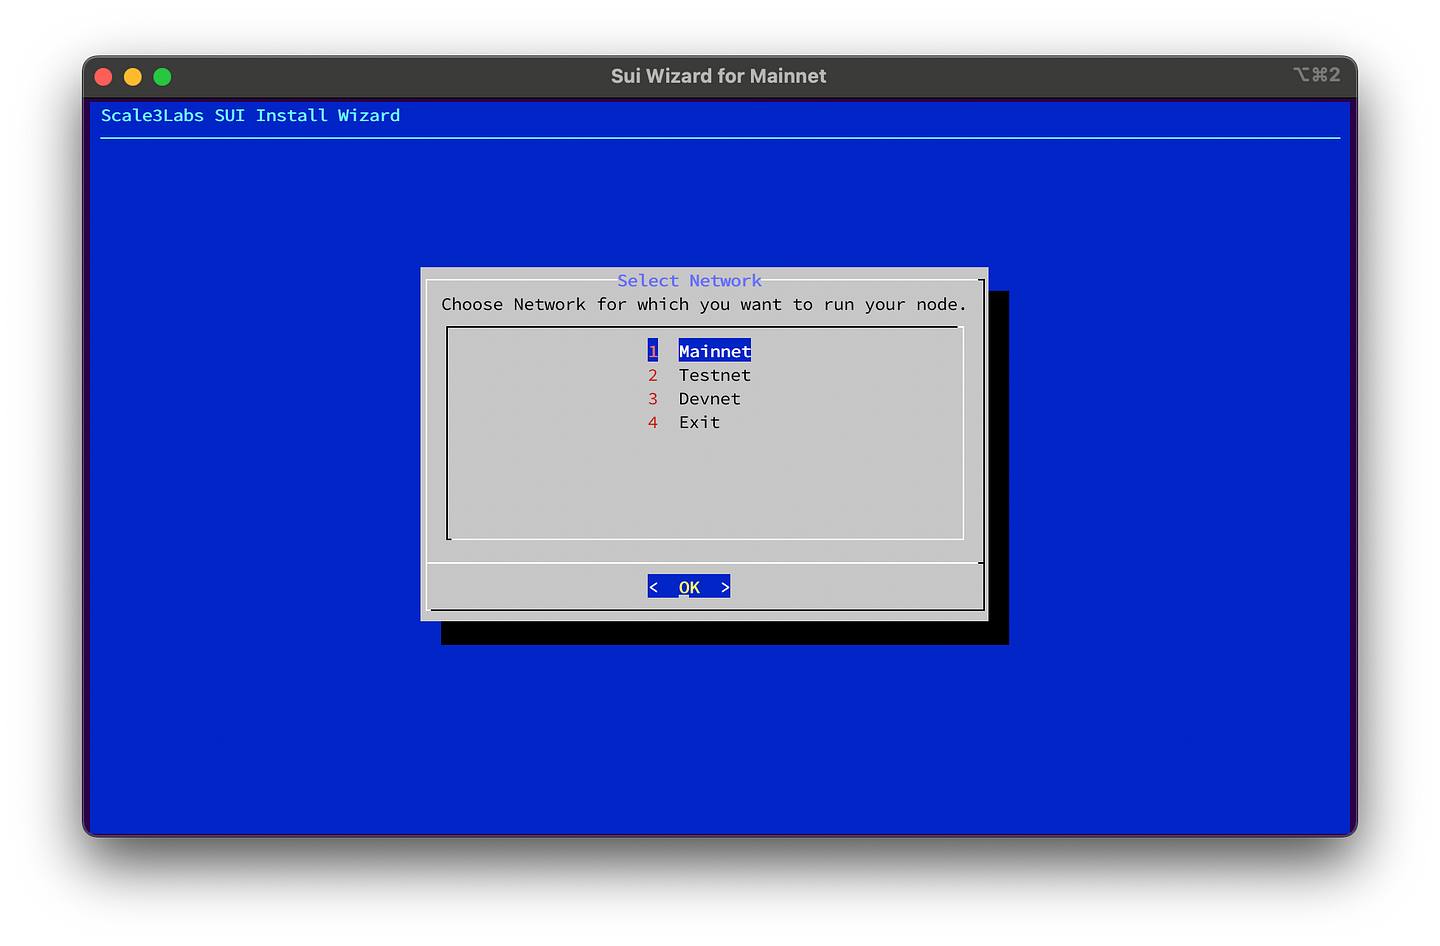 Sui Wizard for Mainnet
⌥⌘2
Scale3Labs SUI Install Wizard
Select Network
Choose Network for which you want to run your node.
1 Mainnet
2 Testnet
3 Devnet
4 Exit
< OK >